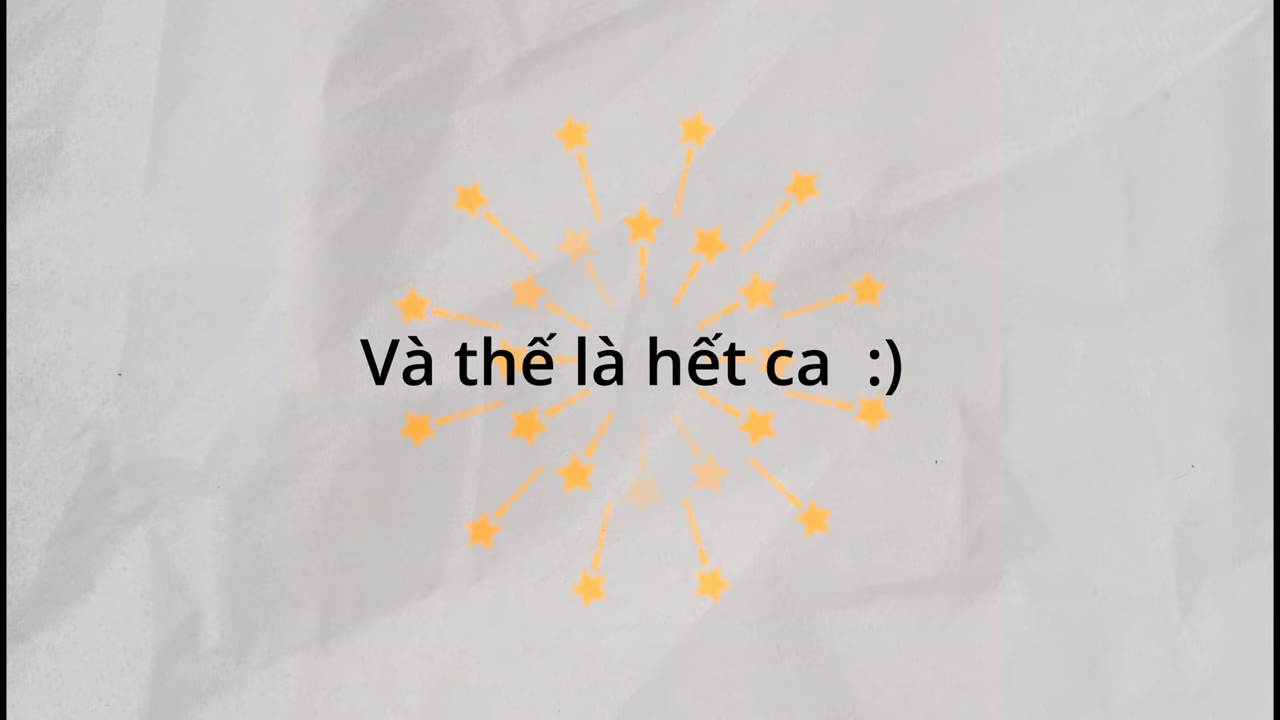 Và thế là hết ca :)